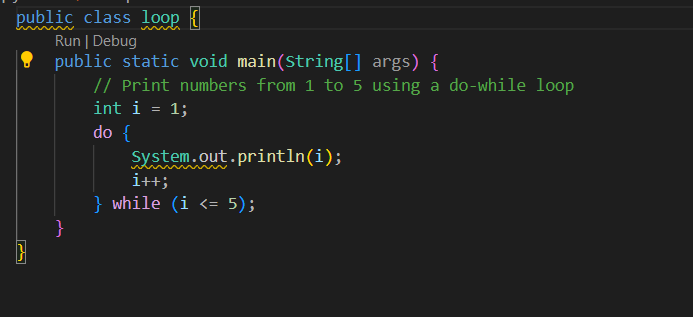 public class loop {
Run | Debug
public static void main(String[] args) {
// Print numbers from 1 to 5 using a do-while loop
int i = 1;
do {
System.out.println(i);
i++;
} while (i <= 5);
}
}